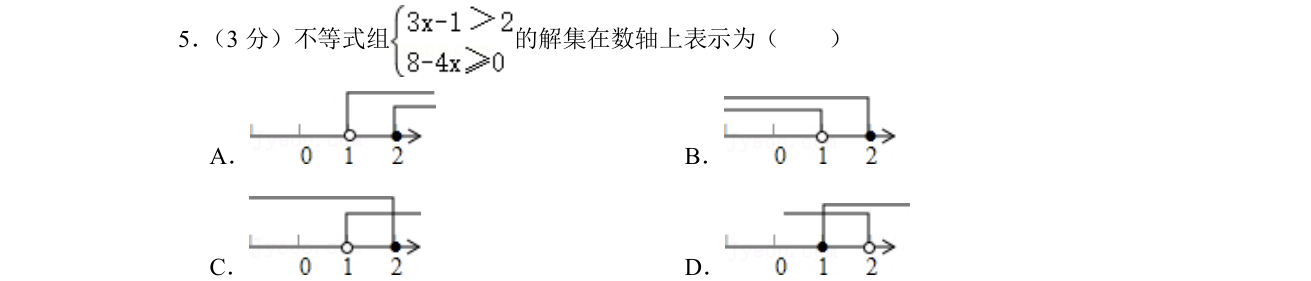 5.（3 分）不等式组{3x-1＞2
8-4x⩾0的解集在数轴上表示为（　　）
A. 0 1 2
B. 0 1 2
C. 0 1 2
D. 0 1 2